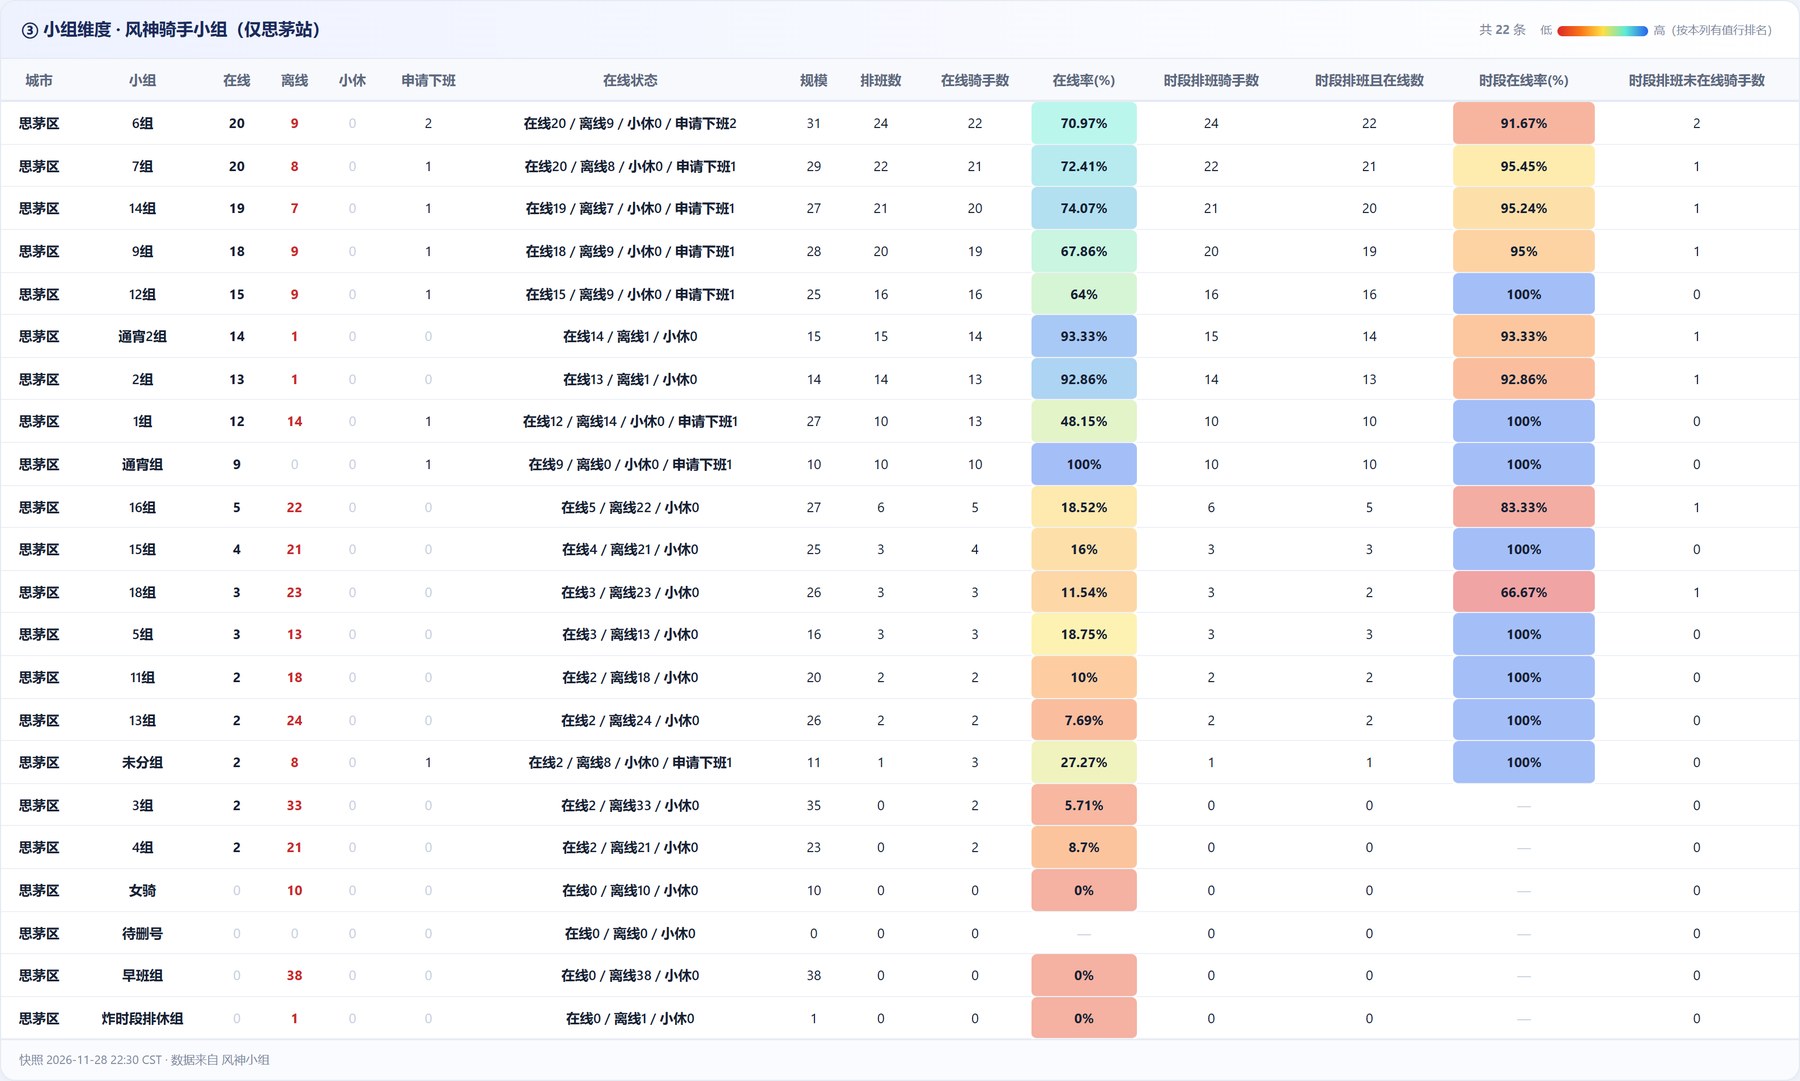 ③ 小组维度 · 风神骑手小组（仅思茅站）
共 22 条 低 高 (按本列有值行排名)
城市 小组 在线 离线 小休 申请下班 在线状态 规模 排班数 在线骑手数 在线率(%) 时段排班骑手数 时段排班且在线数 时段在线率(%) 时段排班未在线骑手数
思茅区 6组 20 9 0 2 在线20 / 离线9 / 小休0 / 申请下班2 31 24 22 70.97% 24 22 91.67% 2
思茅区 7组 20 8 0 1 在线20 / 离线8 / 小休0 / 申请下班1 29 22 21 72.41% 22 21 95.45% 1
思茅区 14组 19 7 0 1 在线19 / 离线7 / 小休0 / 申请下班1 27 21 20 74.07% 21 20 95.24% 1
思茅区 9组 18 9 0 1 在线18 / 离线9 / 小休0 / 申请下班1 28 20 19 67.86% 20 19 95% 1
思茅区 12组 15 9 0 1 在线15 / 离线9 / 小休0 / 申请下班1 25 16 16 64% 16 16 100% 0
思茅区 通宵2组 14 1 0 0 在线14 / 离线1 / 小休0 15 15 14 93.33% 15 14 93.33% 1
思茅区 2组 13 1 0 0 在线13 / 离线1 / 小休0 14 14 13 92.86% 14 13 92.86% 1
思茅区 1组 12 14 0 1 在线12 / 离线14 / 小休0 / 申请下班1 27 10 13 48.15% 10 10 100% 0
思茅区 通宵组 9 0 0 1 在线9 / 离线0 / 小休0 / 申请下班1 10 10 10 100% 10 10 100% 0
思茅区 16组 5 22 0 0 在线5 / 离线22 / 小休0 27 6 5 18.52% 6 5 83.33% 1
思茅区 15组 4 21 0 0 在线4 / 离线21 / 小休0 25 3 4 16% 3 3 100% 0
思茅区 18组 3 23 0 0 在线3 / 离线23 / 小休0 26 3 3 11.54% 3 2 66.67% 1
思茅区 5组 3 13 0 0 在线3 / 离线13 / 小休0 16 3 3 18.75% 3 3 100% 0
思茅区 11组 2 18 0 0 在线2 / 离线18 / 小休0 20 2 2 10% 2 2 100% 0
思茅区 13组 2 24 0 0 在线2 / 离线24 / 小休0 26 2 2 7.69% 2 2 100% 0
思茅区 未分组 2 8 0 1 在线2 / 离线8 / 小休0 / 申请下班1 11 1 3 27.27% 1 1 100% 0
思茅区 3组 2 33 0 0 在线2 / 离线33 / 小休0 35 0 2 5.71% 0 0 — 0
思茅区 4组 2 21 0 0 在线2 / 离线21 / 小休0 23 0 2 8.7% 0 0 — 0
思茅区 女骑 0 10 0 0 在线0 / 离线10 / 小休0 10 0 0 0% 0 0 — 0
思茅区 待删号 0 0 0 0 在线0 / 离线0 / 小休0 0 0 0 — 0 0 — 0
思茅区 早班组 0 38 0 0 在线0 / 离线38 / 小休0 38 0 0 0% 0 0 — 0
思茅区 炸时段排休组 0 1 0 0 在线0 / 离线1 / 小休0 1 0 0 0% 0 0 — 0
快照 2026-11-28 22:30 CST · 数据来自 风神小组